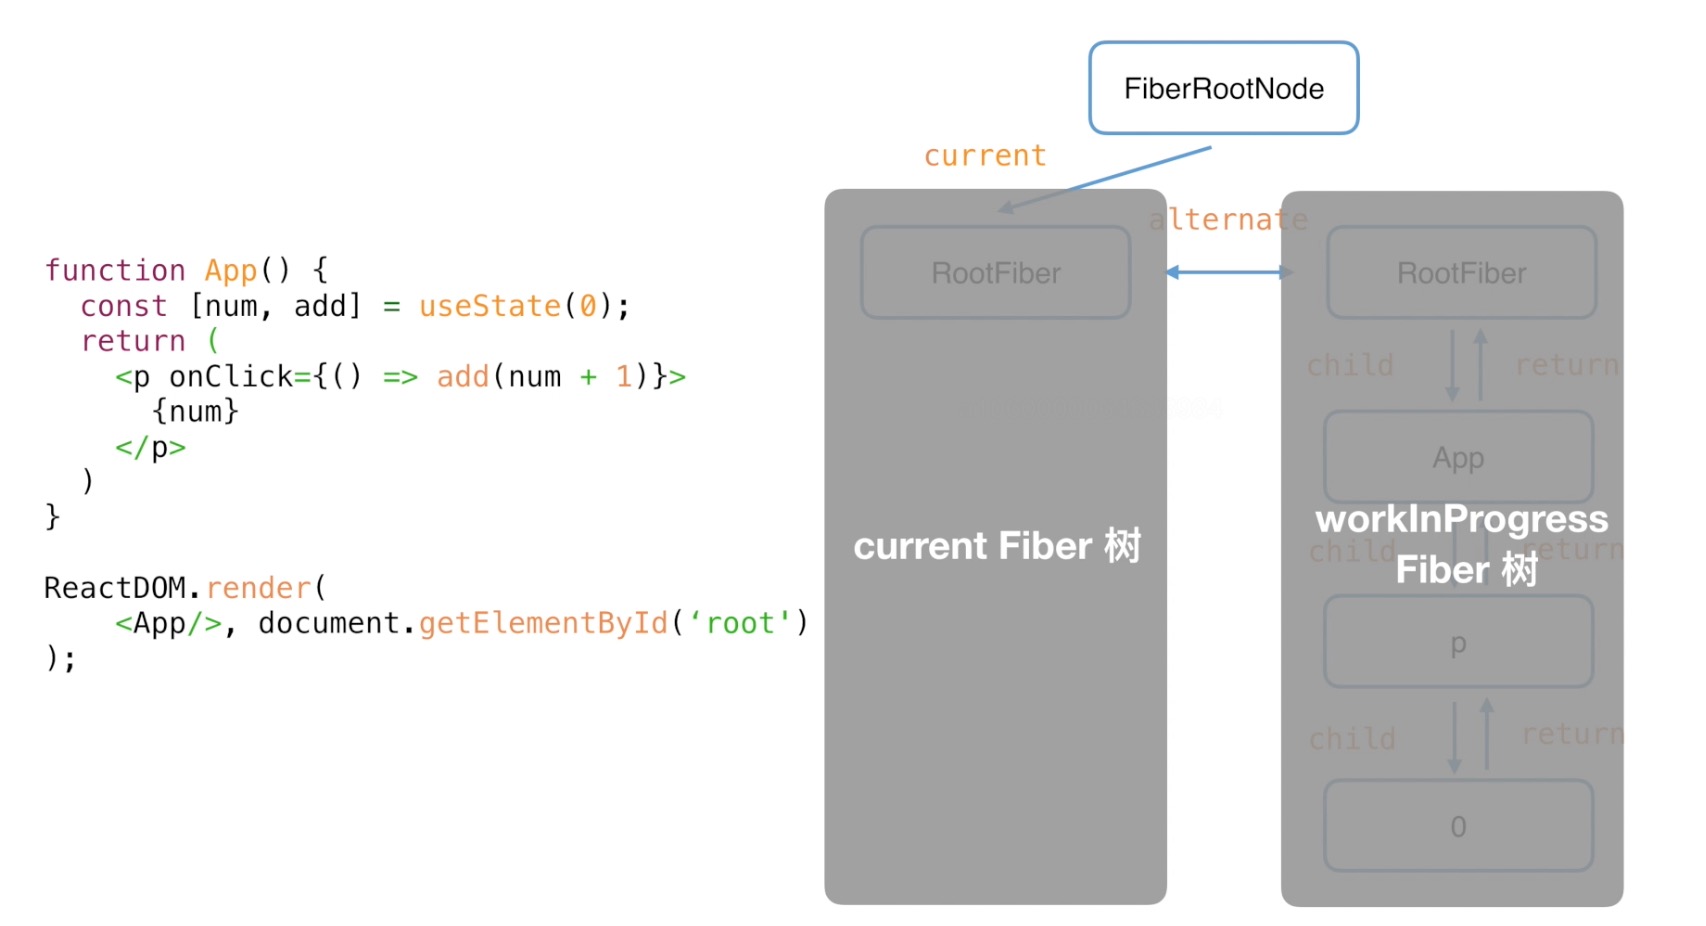 function App() {
const [num, add] = useState(0);
return (
<p onClick={() => add(num + 1)}>
{num}
</p>
)
}
ReactDOM.render(
<App/>, document.getElementById(‘root')
);
FiberRootNode
current
alternate
RootFiber
RootFiber
child
return
App
current Fiber 树
workInProgress
Fiber 树
child
return
p
child
return
0